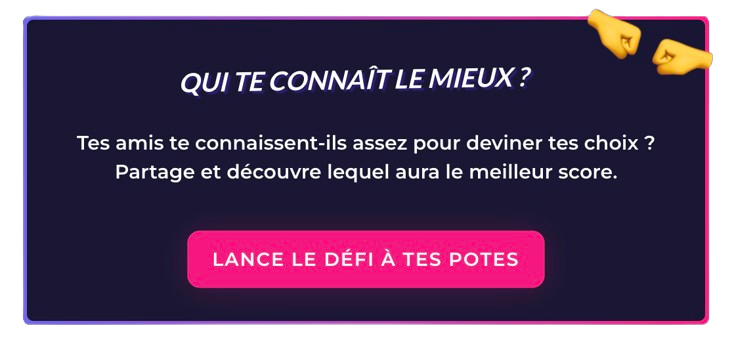 QUI TE CONNAÎT LE MIEUX ?
Tes amis te connaissent-ils assez pour deviner tes choix ?
Partage et découvre lequel aura le meilleur score.
LANCE LE DÉFI À TES POTES